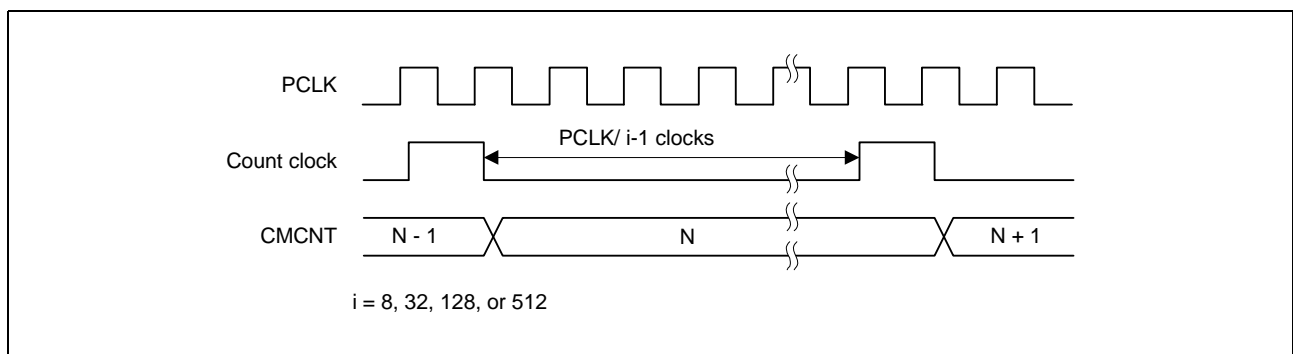 PCLK
PCLK/ i-1 clocks
Count clock
CMCNT
N - 1
N
N + 1
i = 8, 32, 128, or 512